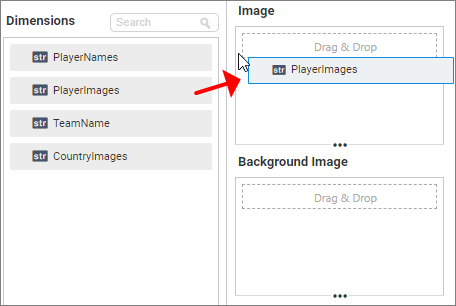 Dimensions
Search
str PlayerNames
str PlayerImages
str TeamName
str CountryImages
Image
Drag & Drop
str PlayerImages
Background Image
Drag & Drop